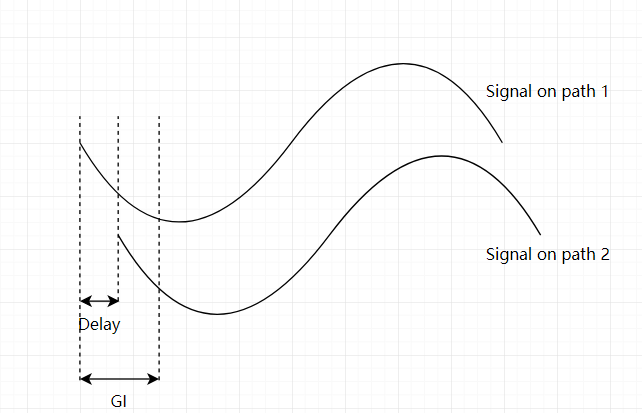 Signal on path 1
Signal on path 2
Delay
GI